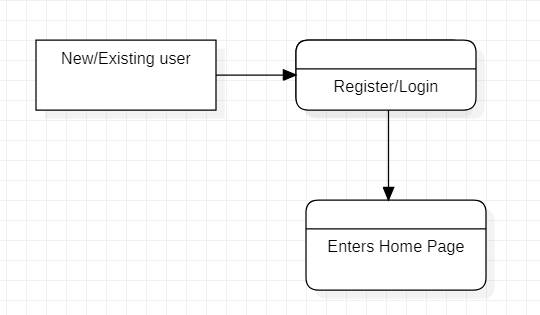 New/Existing user
Register/Login
Enters Home Page